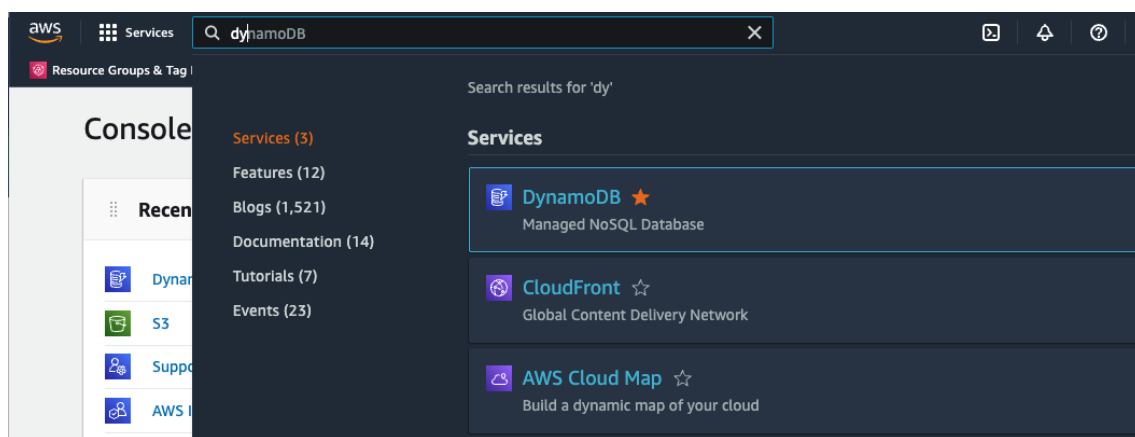 aws
Services
dynamoDB
Resource Groups & Tag
Search results for 'dy'
Console
Services (3)
Features (12)
Blogs (1,521)
Documentation (14)
Tutorials (7)
Events (23)
Services
DynamoDB
Managed NoSQL Database
CloudFront
Global Content Delivery Network
AWS Cloud Map
Build a dynamic map of your cloud
Recen
Dynar
S3
Suppo
AWS I